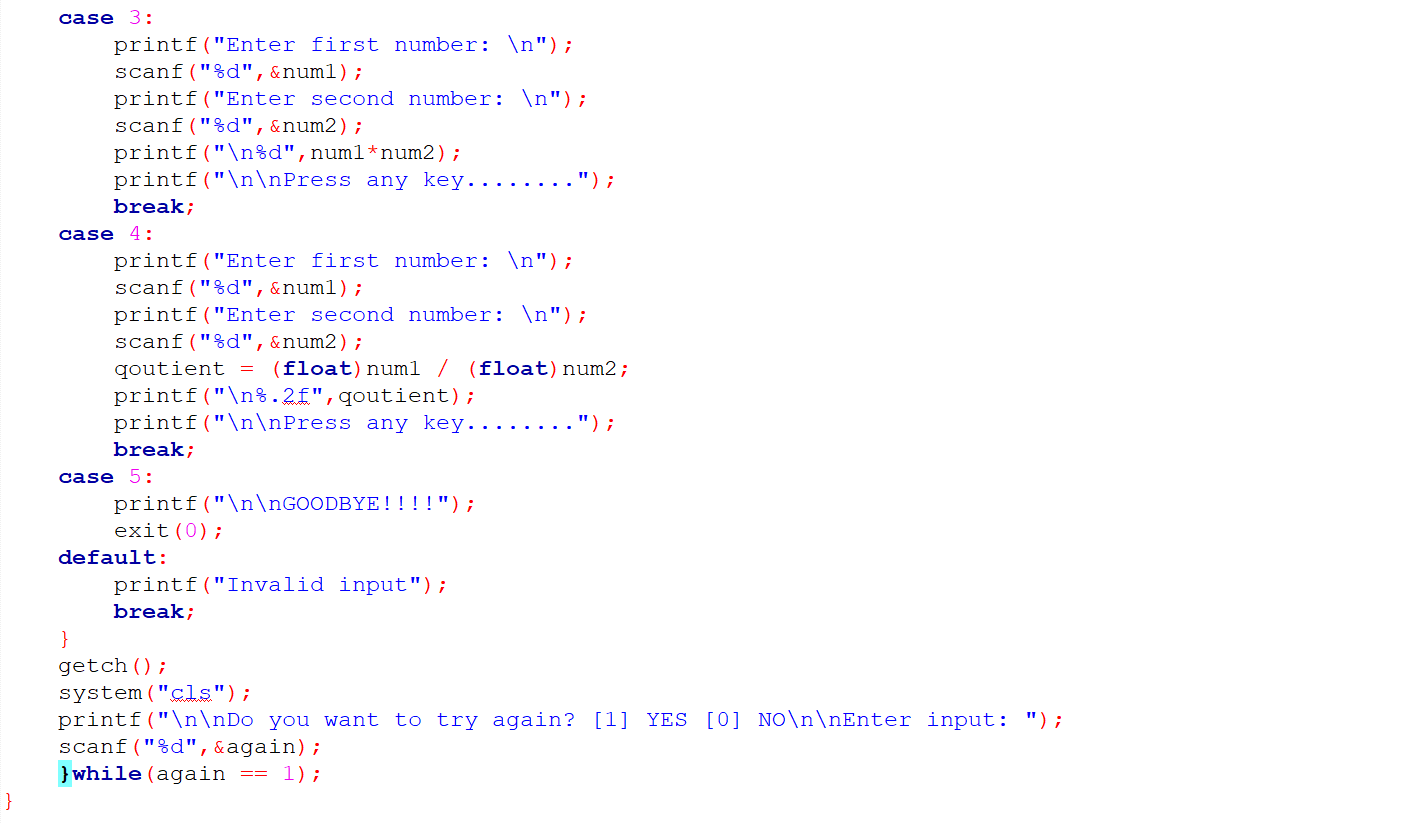 case 3:
printf("Enter first number: \n");
scanf("%d",&num1);
printf("Enter second number: \n");
scanf("%d",&num2);
printf("\n%d",num1*num2);
printf("\n\nPress any key........");
break;
case 4:
printf("Enter first number: \n");
scanf("%d",&num1);
printf("Enter second number: \n");
scanf("%d",&num2);
qoutient = (float)num1 / (float)num2;
printf("\n%.2f",qoutient);
printf("\n\nPress any key........");
break;
case 5:
printf("\n\nGOODBYE!!!!");
exit(0);
default:
printf("Invalid input");
break;
}
getch();
system("cls");
printf("\n\nDo you want to try again? [1] YES [0] NO\n\nEnter input: ");
scanf("%d",&again);
}while(again == 1);
}